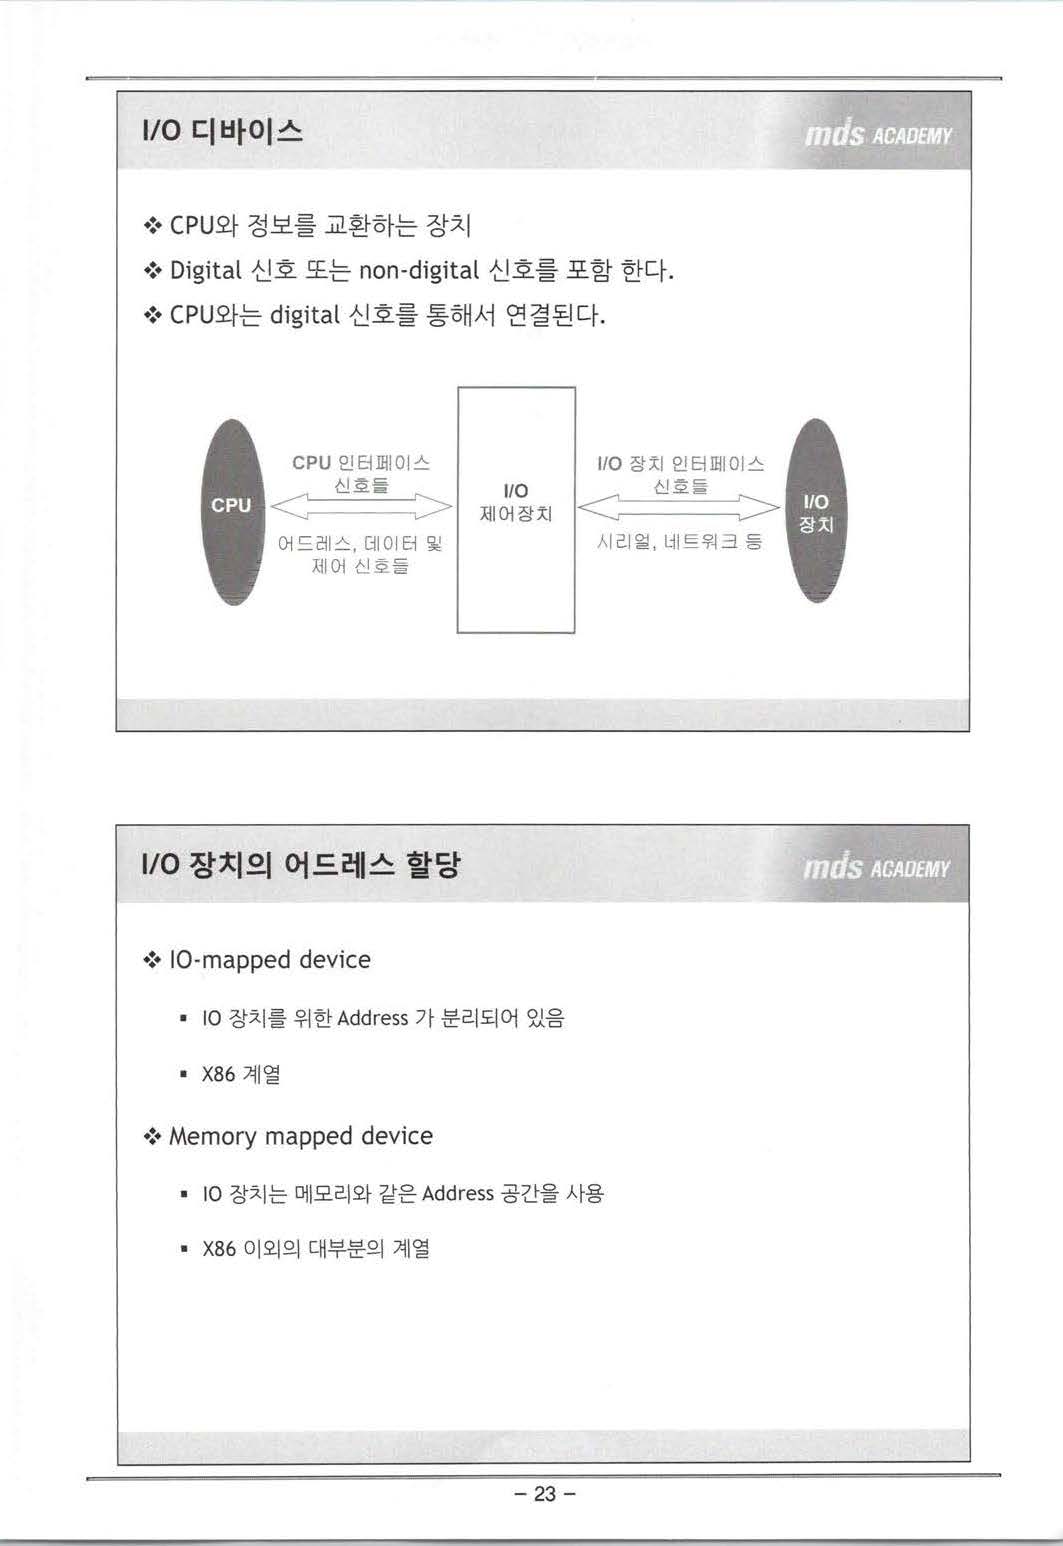 I/O 디바이스
mds ACADEMY
❖ CPU와 정보를 교환하는 장치
❖ Digital 신호 또는 non-digital 신호를 포함 한다.
❖ CPU와는 digital 신호를 통해서 연결된다.
CPU
CPU 인터페이스
신호들
어드레스, 데이터 및
제어 신호들
I/O
제어장치
I/O 장치 인터페이스
신호들
시리얼, 네트워크 등
I/O
장치
I/O 장치의 어드레스 할당
mds ACADEMY
❖ IO-mapped device
▪ IO 장치를 위한 Address 가 분리되어 있음
▪ X86 계열
❖ Memory mapped device
▪ IO 장치는 메모리와 같은 Address 공간을 사용
▪ X86 이외의 대부분의 계열
– 23 –